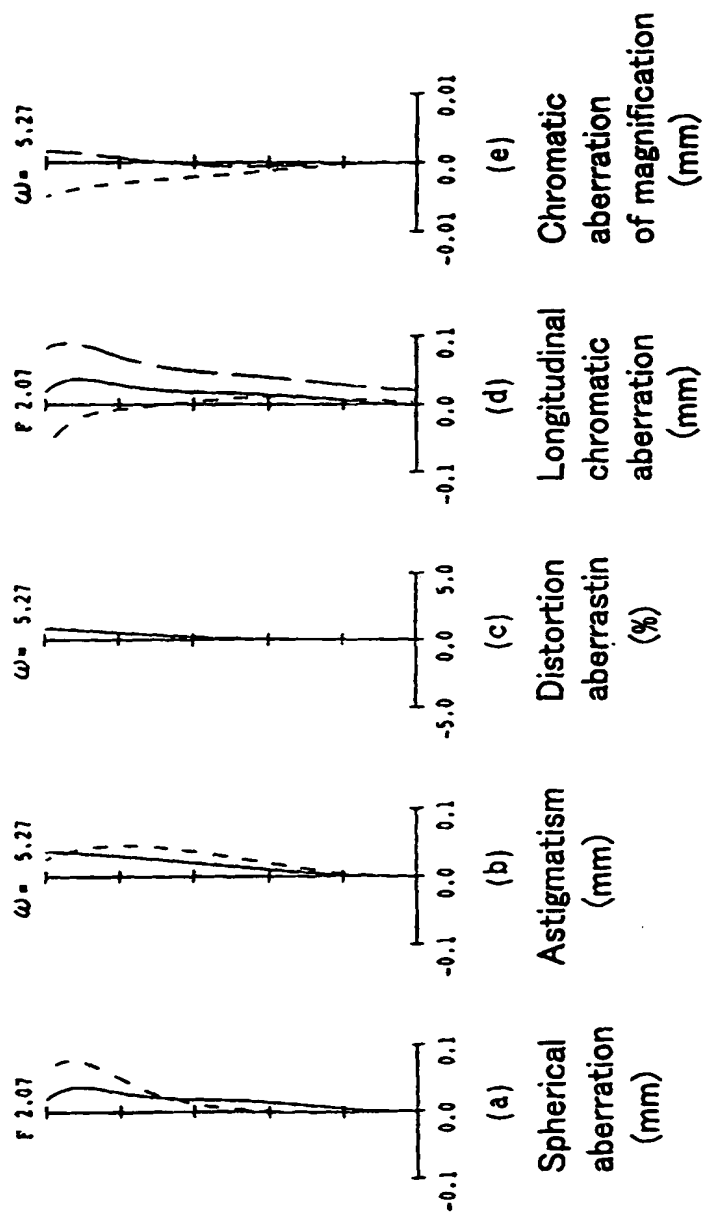 F 2.07
-0.1 0.0 0.1
(a)
Spherical
aberration
(mm)
ω= 5.27
-0.1 0.0 0.1
(b)
Astigmatism
(mm)
ω= 5.27
-5.0 0.0 5.0
(c)
Distortion
aberrastin
(%)
F 2.07
-0.1 0.0 0.1
(d)
Longitudinal
chromatic
aberration
(mm)
ω= 5.27
-0.01 0.0 0.01
(e)
Chromatic
aberration
of magnification
(mm)